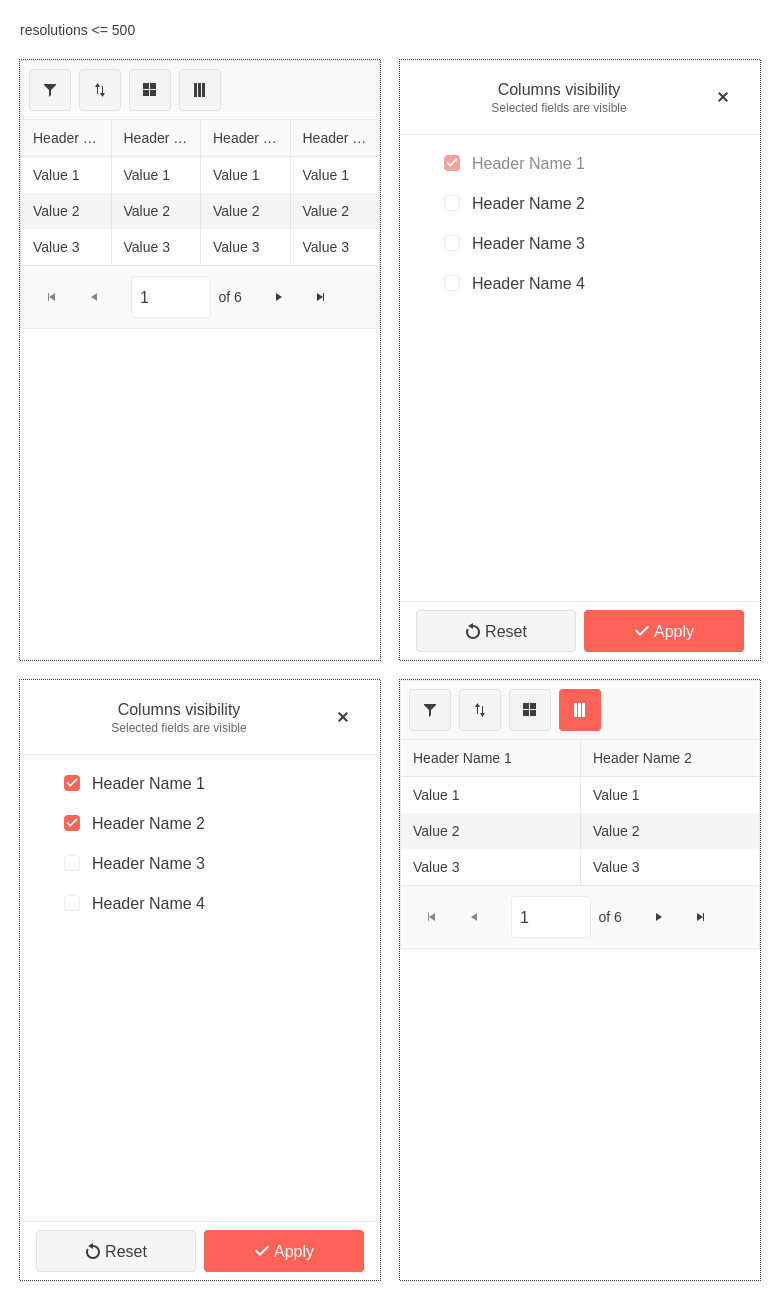 resolutions <= 500
Header … Header … Header … Header …
Value 1 Value 1 Value 1 Value 1
Value 2 Value 2 Value 2 Value 2
Value 3 Value 3 Value 3 Value 3
1 of 6
Columns visibility
Selected fields are visible
Header Name 1
Header Name 2
Header Name 3
Header Name 4
Reset Apply
Columns visibility
Selected fields are visible
Header Name 1
Header Name 2
Header Name 3
Header Name 4
Reset Apply
Header Name 1 Header Name 2
Value 1 Value 1
Value 2 Value 2
Value 3 Value 3
1 of 6